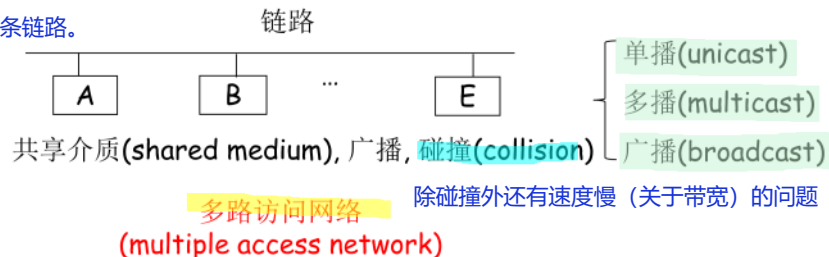 条链路。
链路
A
B
...
E
共享介质(shared medium), 广播, 碰撞(collision)
单播(unicast)
多播(multicast)
广播(broadcast)
除碰撞外还有速度慢（关于带宽）的问题
多路访问网络
(multiple access network)